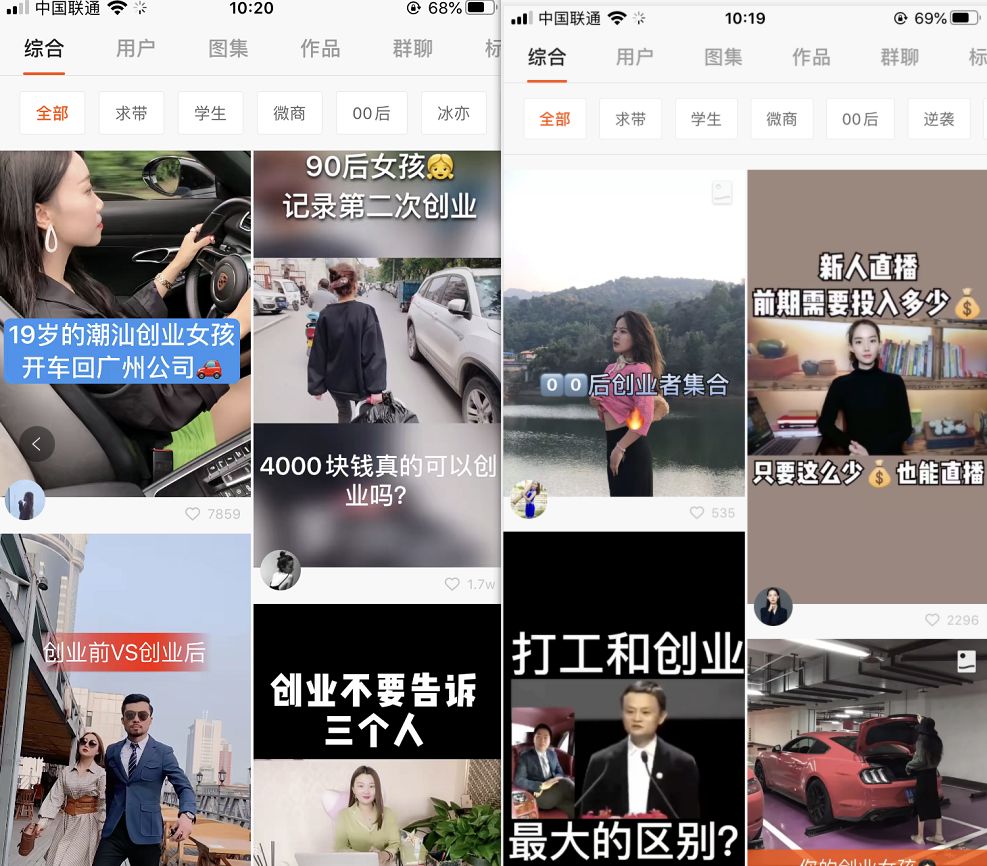 中国联通
10:20
68%
综合
用户
图集
作品
群聊
标
全部
求带
学生
微商
00后
冰亦
19岁的潮汕创业女孩
开车回广州公司
7859
90后女孩
记录第二次创业
4000块钱真的可以创
业吗?
1.7w
创业前VS创业后
创业不要告诉
三个人
中国联通
10:19
69%
综合
用户
图集
作品
群聊
标
全部
求带
学生
微商
00后
逆袭
00后创业者集合
535
新人直播
前期需要投入多少
只要这么少
也能直播
2296
打工和创业
最大的区别?
你的创业女孩